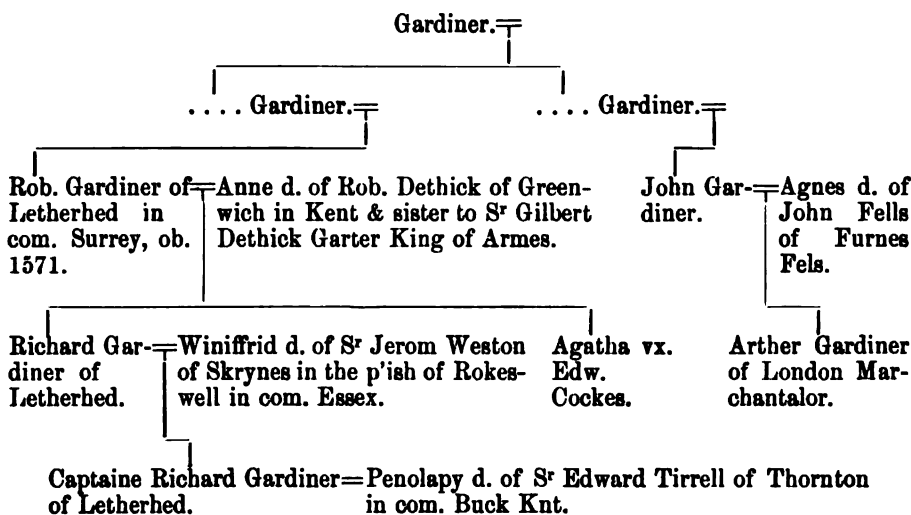 Gardiner.
.... Gardiner.
.... Gardiner.
Rob. Gardiner of
Letherhed in
com. Surrey, ob.
1571.
Anne d. of Rob. Dethick of Green-
wich in Kent & sister to Sʳ Gilbert
Dethick Garter King of Armes.
John Gar-
diner.
Agnes d. of
John Fells
of Furnes
Fels.
Richard Gar-
diner of
Letherhed.
Winiffrid d. of Sʳ Jerom Weston
of Skrynes in the p'ish of Rokes-
well in com. Essex.
Agatha vx.
Edw.
Cockes.
Arther Gardiner
of London Mar-
chantalor.
Captaine Richard Gardiner
of Letherhed.
Penolapy d. of Sʳ Edward Tirrell of Thornton
in com. Buck Knt.